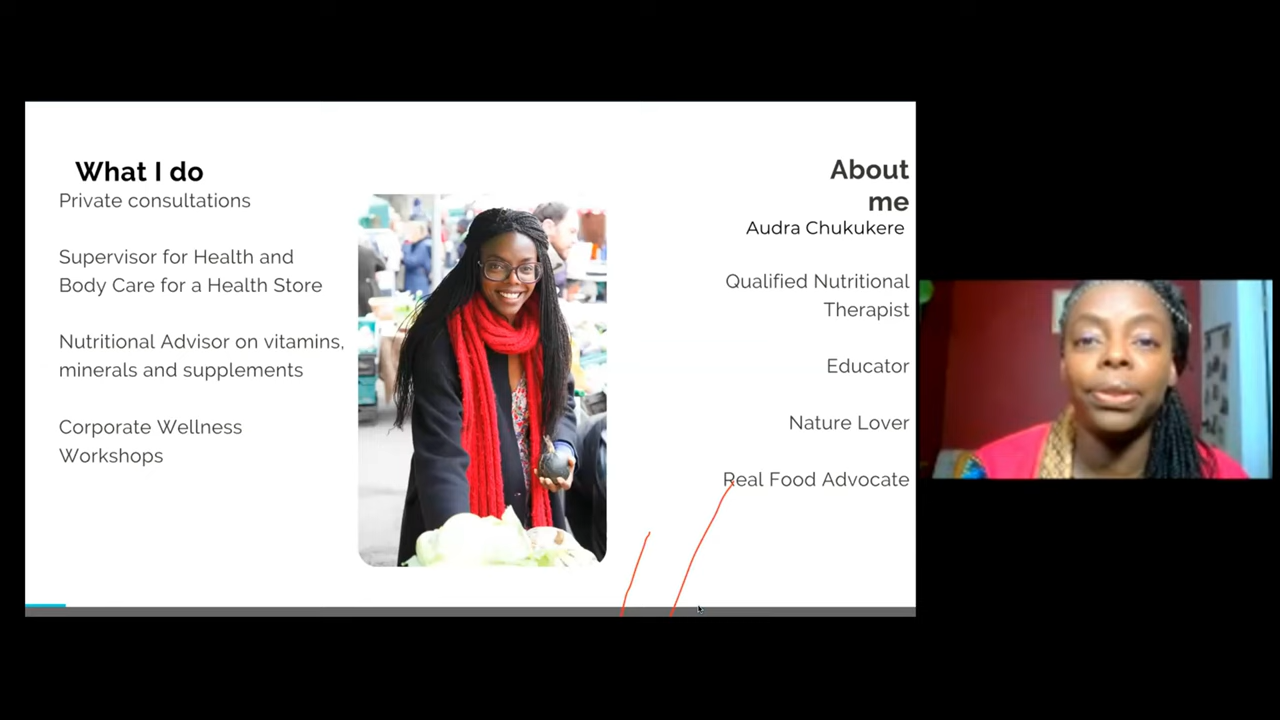 What I do
Private consultations
Supervisor for Health and
Body Care for a Health Store
Nutritional Advisor on vitamins,
minerals and supplements
Corporate Wellness
Workshops
About
me
Audra Chukukere
Qualified Nutritional
Therapist
Educator
Nature Lover
Real Food Advocate